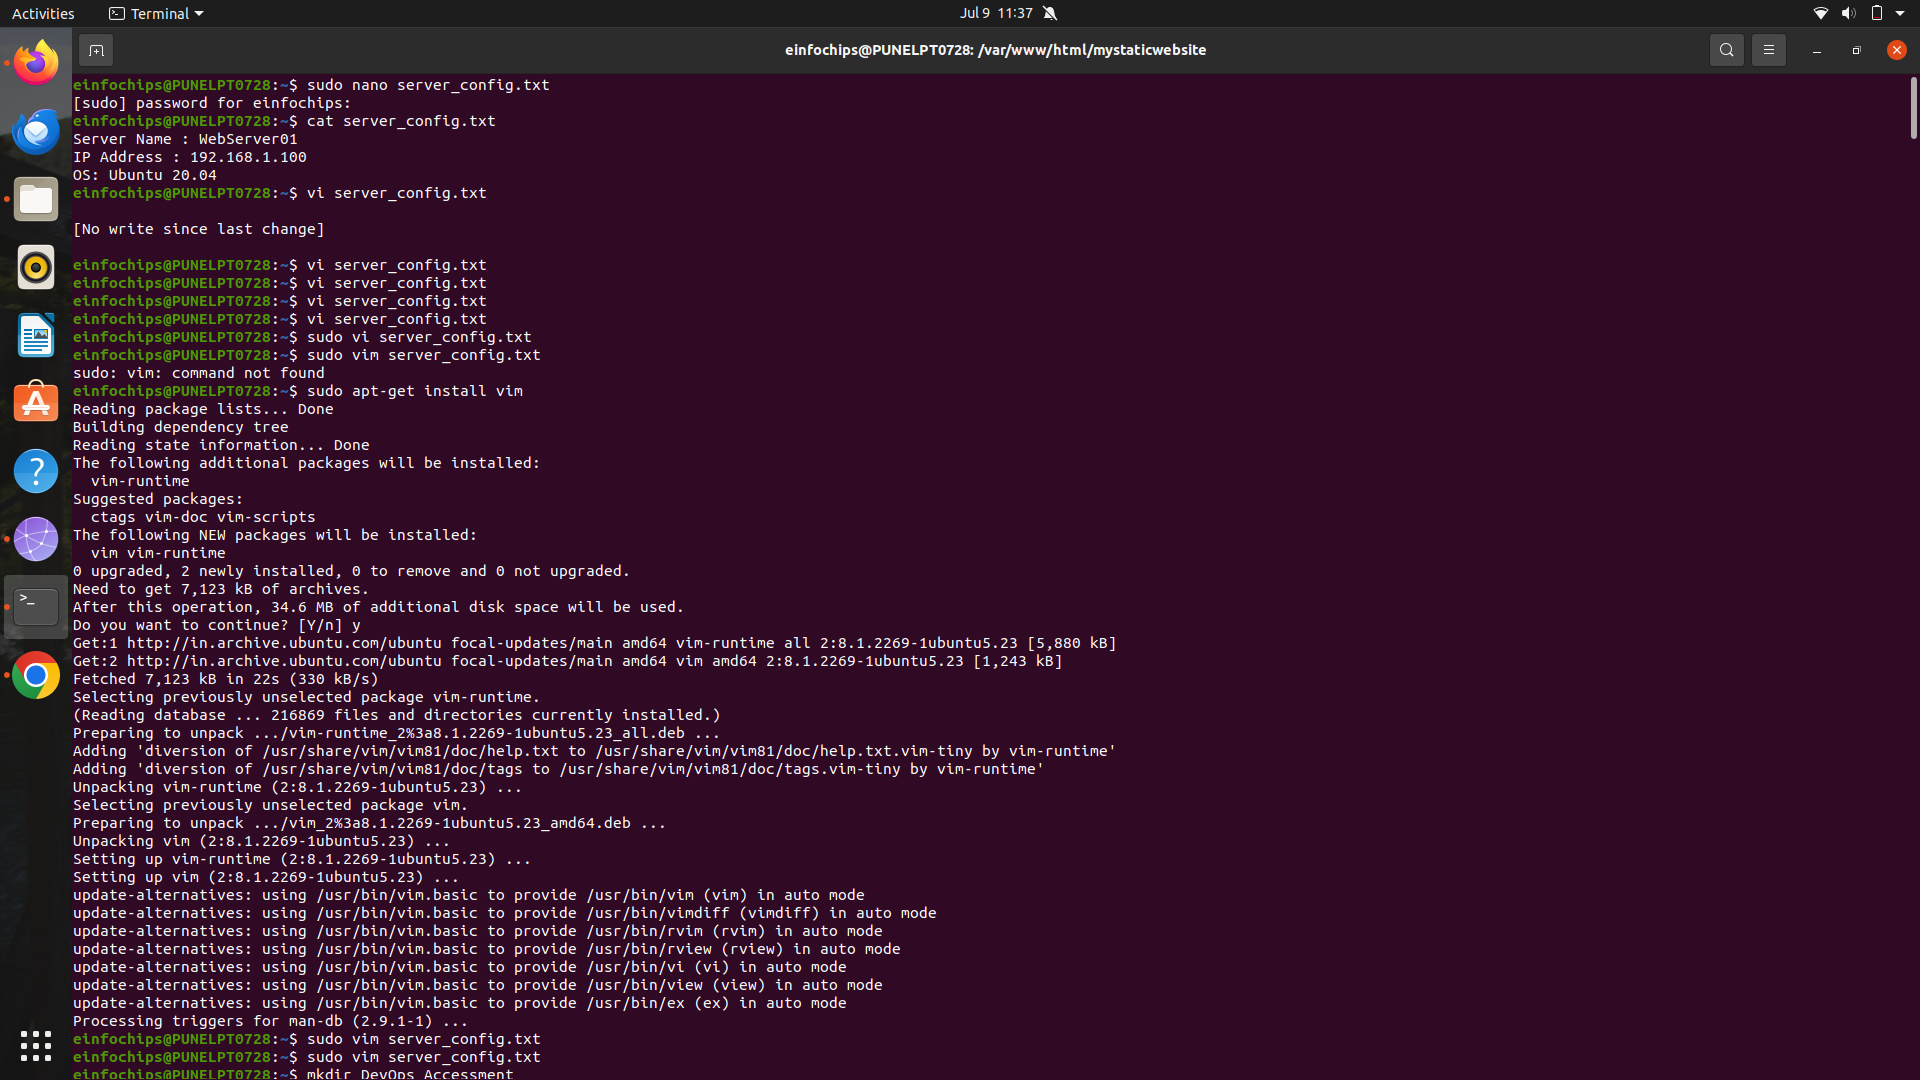 Activities
Terminal
Jul 9 11:37
einfochips@PUNELPT0728: /var/www/html/mystaticwebsite
einfochips@PUNELPT0728:~$ sudo nano server_config.txt
[sudo] password for einfochips:
einfochips@PUNELPT0728:~$ cat server_config.txt
Server Name : WebServer01
IP Address : 192.168.1.100
OS: Ubuntu 20.04
einfochips@PUNELPT0728:~$ vi server_config.txt
[No write since last change]
einfochips@PUNELPT0728:~$ vi server_config.txt
einfochips@PUNELPT0728:~$ vi server_config.txt
einfochips@PUNELPT0728:~$ vi server_config.txt
einfochips@PUNELPT0728:~$ vi server_config.txt
einfochips@PUNELPT0728:~$ sudo vi server_config.txt
einfochips@PUNELPT0728:~$ sudo vim server_config.txt
sudo: vim: command not found
einfochips@PUNELPT0728:~$ sudo apt-get install vim
Reading package lists... Done
Building dependency tree
Reading state information... Done
The following additional packages will be installed:
  vim-runtime
Suggested packages:
  ctags vim-doc vim-scripts
The following NEW packages will be installed:
  vim vim-runtime
0 upgraded, 2 newly installed, 0 to remove and 0 not upgraded.
Need to get 7,123 kB of archives.
After this operation, 34.6 MB of additional disk space will be used.
Do you want to continue? [Y/n] y
Get:1 http://in.archive.ubuntu.com/ubuntu focal-updates/main amd64 vim-runtime all 2:8.1.2269-1ubuntu5.23 [5,880 kB]
Get:2 http://in.archive.ubuntu.com/ubuntu focal-updates/main amd64 vim amd64 2:8.1.2269-1ubuntu5.23 [1,243 kB]
Fetched 7,123 kB in 22s (330 kB/s)
Selecting previously unselected package vim-runtime.
(Reading database ... 216869 files and directories currently installed.)
Preparing to unpack .../vim-runtime_2%3a8.1.2269-1ubuntu5.23_all.deb ...
Adding 'diversion of /usr/share/vim/vim81/doc/help.txt to /usr/share/vim/vim81/doc/help.txt.vim-tiny by vim-runtime'
Adding 'diversion of /usr/share/vim/vim81/doc/tags to /usr/share/vim/vim81/doc/tags.vim-tiny by vim-runtime'
Unpacking vim-runtime (2:8.1.2269-1ubuntu5.23) ...
Selecting previously unselected package vim.
Preparing to unpack .../vim_2%3a8.1.2269-1ubuntu5.23_amd64.deb ...
Unpacking vim (2:8.1.2269-1ubuntu5.23) ...
Setting up vim-runtime (2:8.1.2269-1ubuntu5.23) ...
Setting up vim (2:8.1.2269-1ubuntu5.23) ...
update-alternatives: using /usr/bin/vim.basic to provide /usr/bin/vim (vim) in auto mode
update-alternatives: using /usr/bin/vim.basic to provide /usr/bin/vimdiff (vimdiff) in auto mode
update-alternatives: using /usr/bin/vim.basic to provide /usr/bin/rvim (rvim) in auto mode
update-alternatives: using /usr/bin/vim.basic to provide /usr/bin/rview (rview) in auto mode
update-alternatives: using /usr/bin/vim.basic to provide /usr/bin/vi (vi) in auto mode
update-alternatives: using /usr/bin/vim.basic to provide /usr/bin/view (view) in auto mode
update-alternatives: using /usr/bin/vim.basic to provide /usr/bin/ex (ex) in auto mode
Processing triggers for man-db (2.9.1-1) ...
einfochips@PUNELPT0728:~$ sudo vim server_config.txt
einfochips@PUNELPT0728:~$ sudo vim server_config.txt
einfochips@PUNELPT0728:~$ mkdir DevOps_Accessment